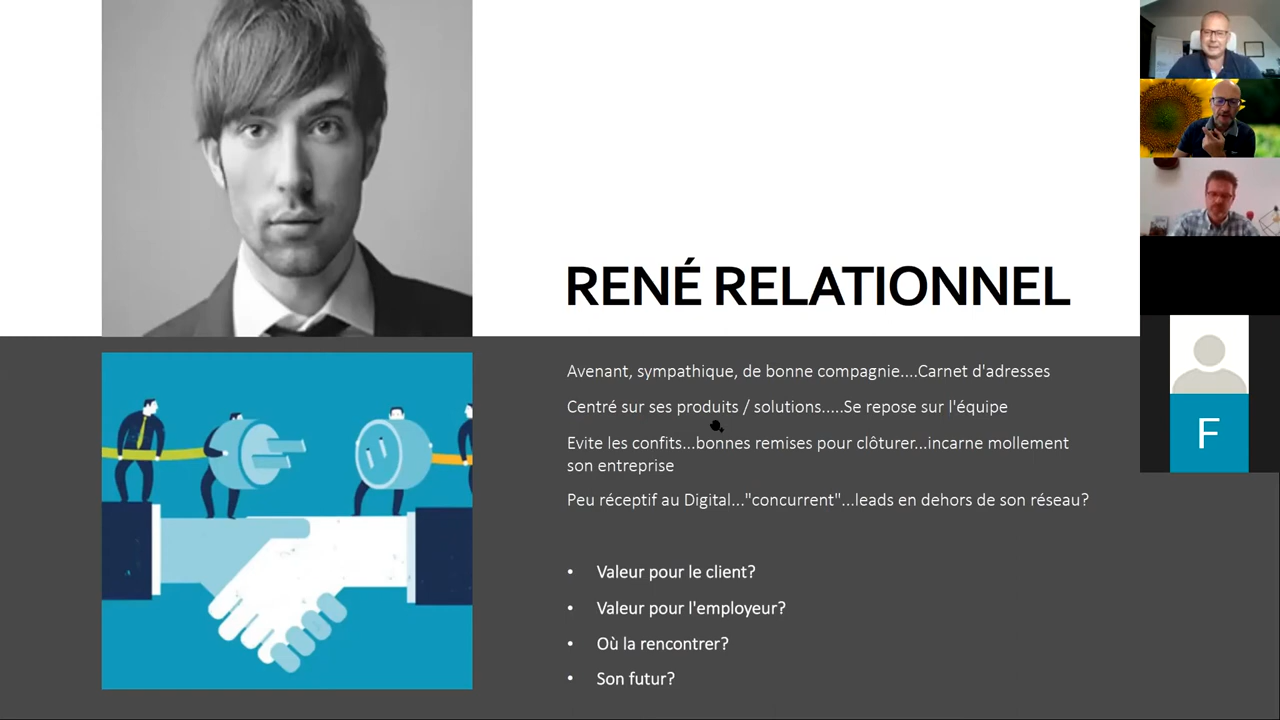 RENÉ RELATIONNEL
Avenant, sympathique, de bonne compagnie....Carnet d'adresses
Centré sur ses produits / solutions.....Se repose sur l'équipe
Evite les confits...bonnes remises pour clôturer...incarne mollement
son entreprise
Peu réceptif au Digital..."concurrent"...leads en dehors de son réseau?
• Valeur pour le client?
• Valeur pour l'employeur?
• Où la rencontrer?
• Son futur?
F